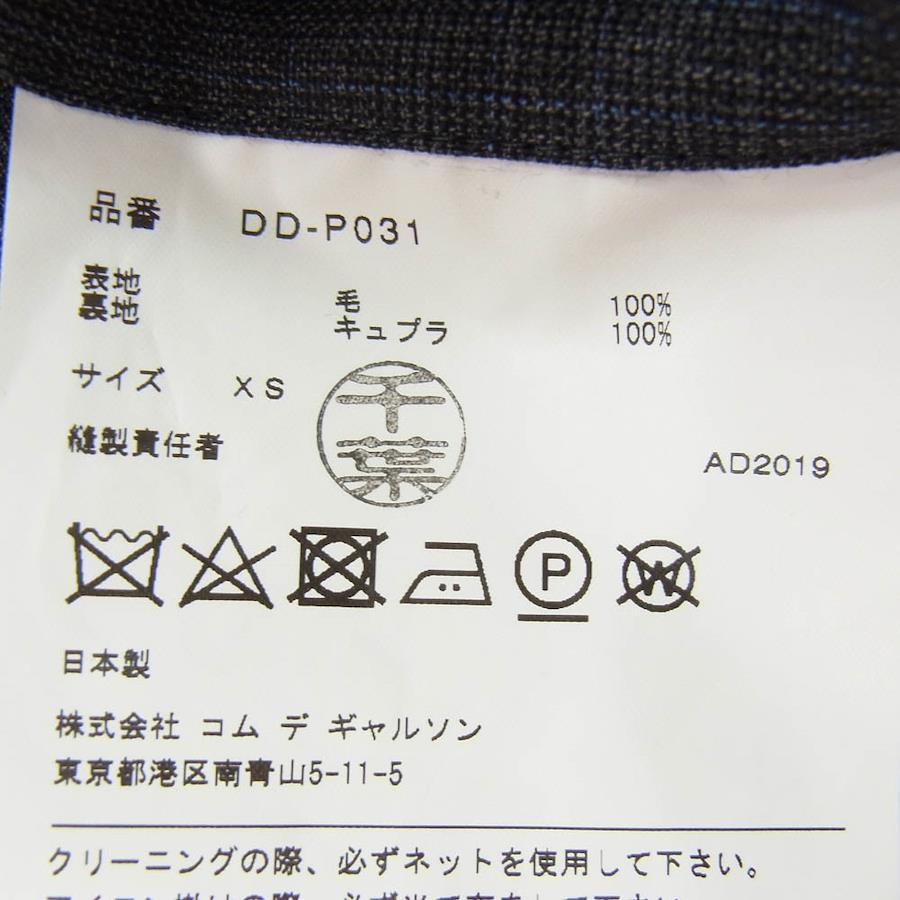 品番 DD-P031
表地 毛 100%
裏地 キュプラ 100%
サイズ XS
千葉
縫製責任者
AD2019
P
W
日本製
株式会社 コム デ ギャルソン
東京都港区南青山5-11-5
クリーニングの際、必ずネットを使用して下さい。